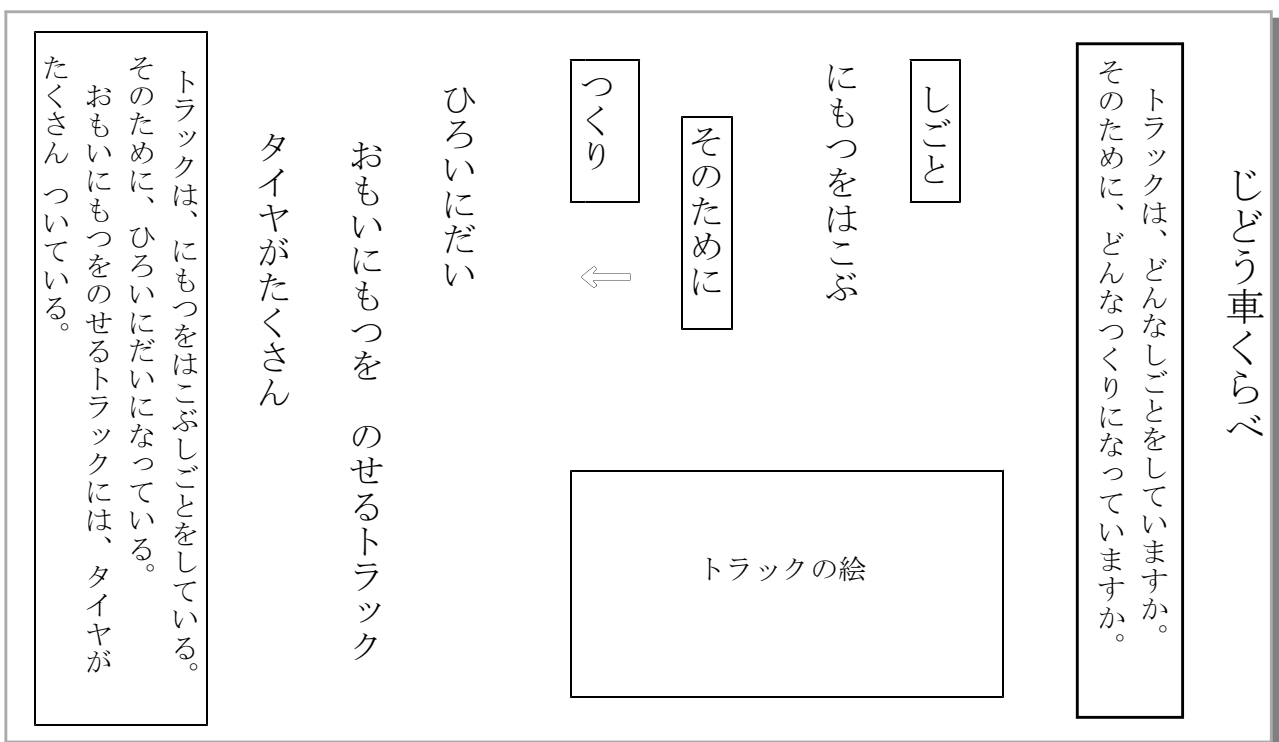 じどう車くらべ
トラックは、どんなしごとをしていますか。
そのために、どんなつくりになっていますか。
しごと
にもつをはこぶ
そのために
つくり
トラックの絵
ひろいにだい
おもいにもつを　のせるトラック
タイヤがたくさん
トラックは、にもつをはこぶしごとをしている。
そのために、ひろいにだいになっている。
おもいにもつをのせるトラックには、タイヤが
たくさん ついている。